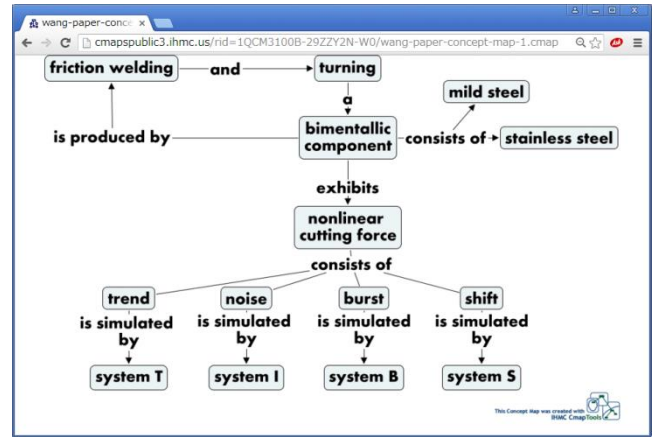 wang-paper-conce
cmapspublic3.ihmc.us/rid=1QCM3100B-29ZZY2N-W0/wang-paper-concept-map-1.cmap
friction welding and turning
mild steel
a
is produced by
bimentallic
component
consists of stainless steel
exhibits
nonlinear
cutting force
consists of
trend noise burst shift
is simulated is simulated is simulated is simulated
by by by by
system T system I system B system S
This Concept Map was created with
IHMC CmapTools